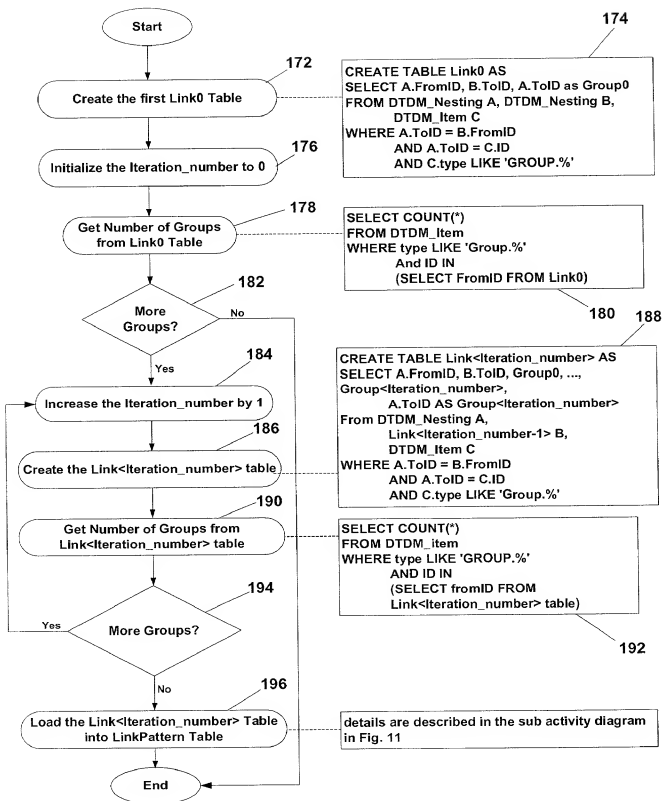 Start
172
Create the first Link0 Table
174
CREATE TABLE Link0 AS
SELECT A.FromID, B.ToID, A.ToID as Group0
FROM DTDM_Nesting A, DTDM_Nesting B,
DTDM_Item C
WHERE A.ToID = B.FromID
AND A.ToID = C.ID
AND C.type LIKE 'GROUP.%'
176
Initialize the Iteration_number to 0
178
Get Number of Groups
from Link0 Table
SELECT COUNT(*)
FROM DTDM_Item
WHERE type LIKE 'Group.%'
And ID IN
(SELECT FromID FROM Link0)
180
182
More
Groups?
No
Yes
184
Increase the Iteration_number by 1
186
Create the Link<Iteration_number> table
188
CREATE TABLE Link<Iteration_number> AS
SELECT A.FromID, B.ToID, Group0, ...,
Group<Iteration_number>,
A.ToID AS Group<Iteration_number>
From DTDM_Nesting A,
Link<Iteration_number-1> B,
DTDM_Item C
WHERE A.ToID = B.FromID
AND A.ToID = C.ID
AND C.type LIKE 'Group.%'
190
Get Number of Groups from
Link<Iteration_number> table
SELECT COUNT(*)
FROM DTDM_item
WHERE type LIKE 'GROUP.%'
AND ID IN
(SELECT fromID FROM
Link<Iteration_number> table)
192
194
More Groups?
Yes
No
196
Load the Link<Iteration_number> Table
into LinkPattern Table
details are described in the sub activity diagram
in Fig. 11
End